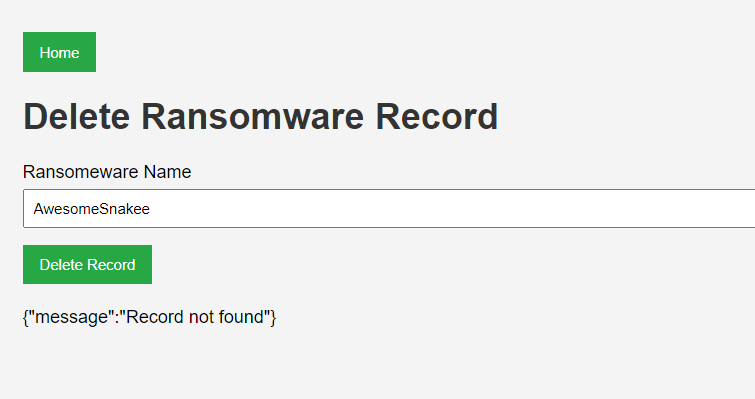 Home
Delete Ransomware Record
Ransomeware Name
AwesomeSnakee
Delete Record
{"message":"Record not found"}